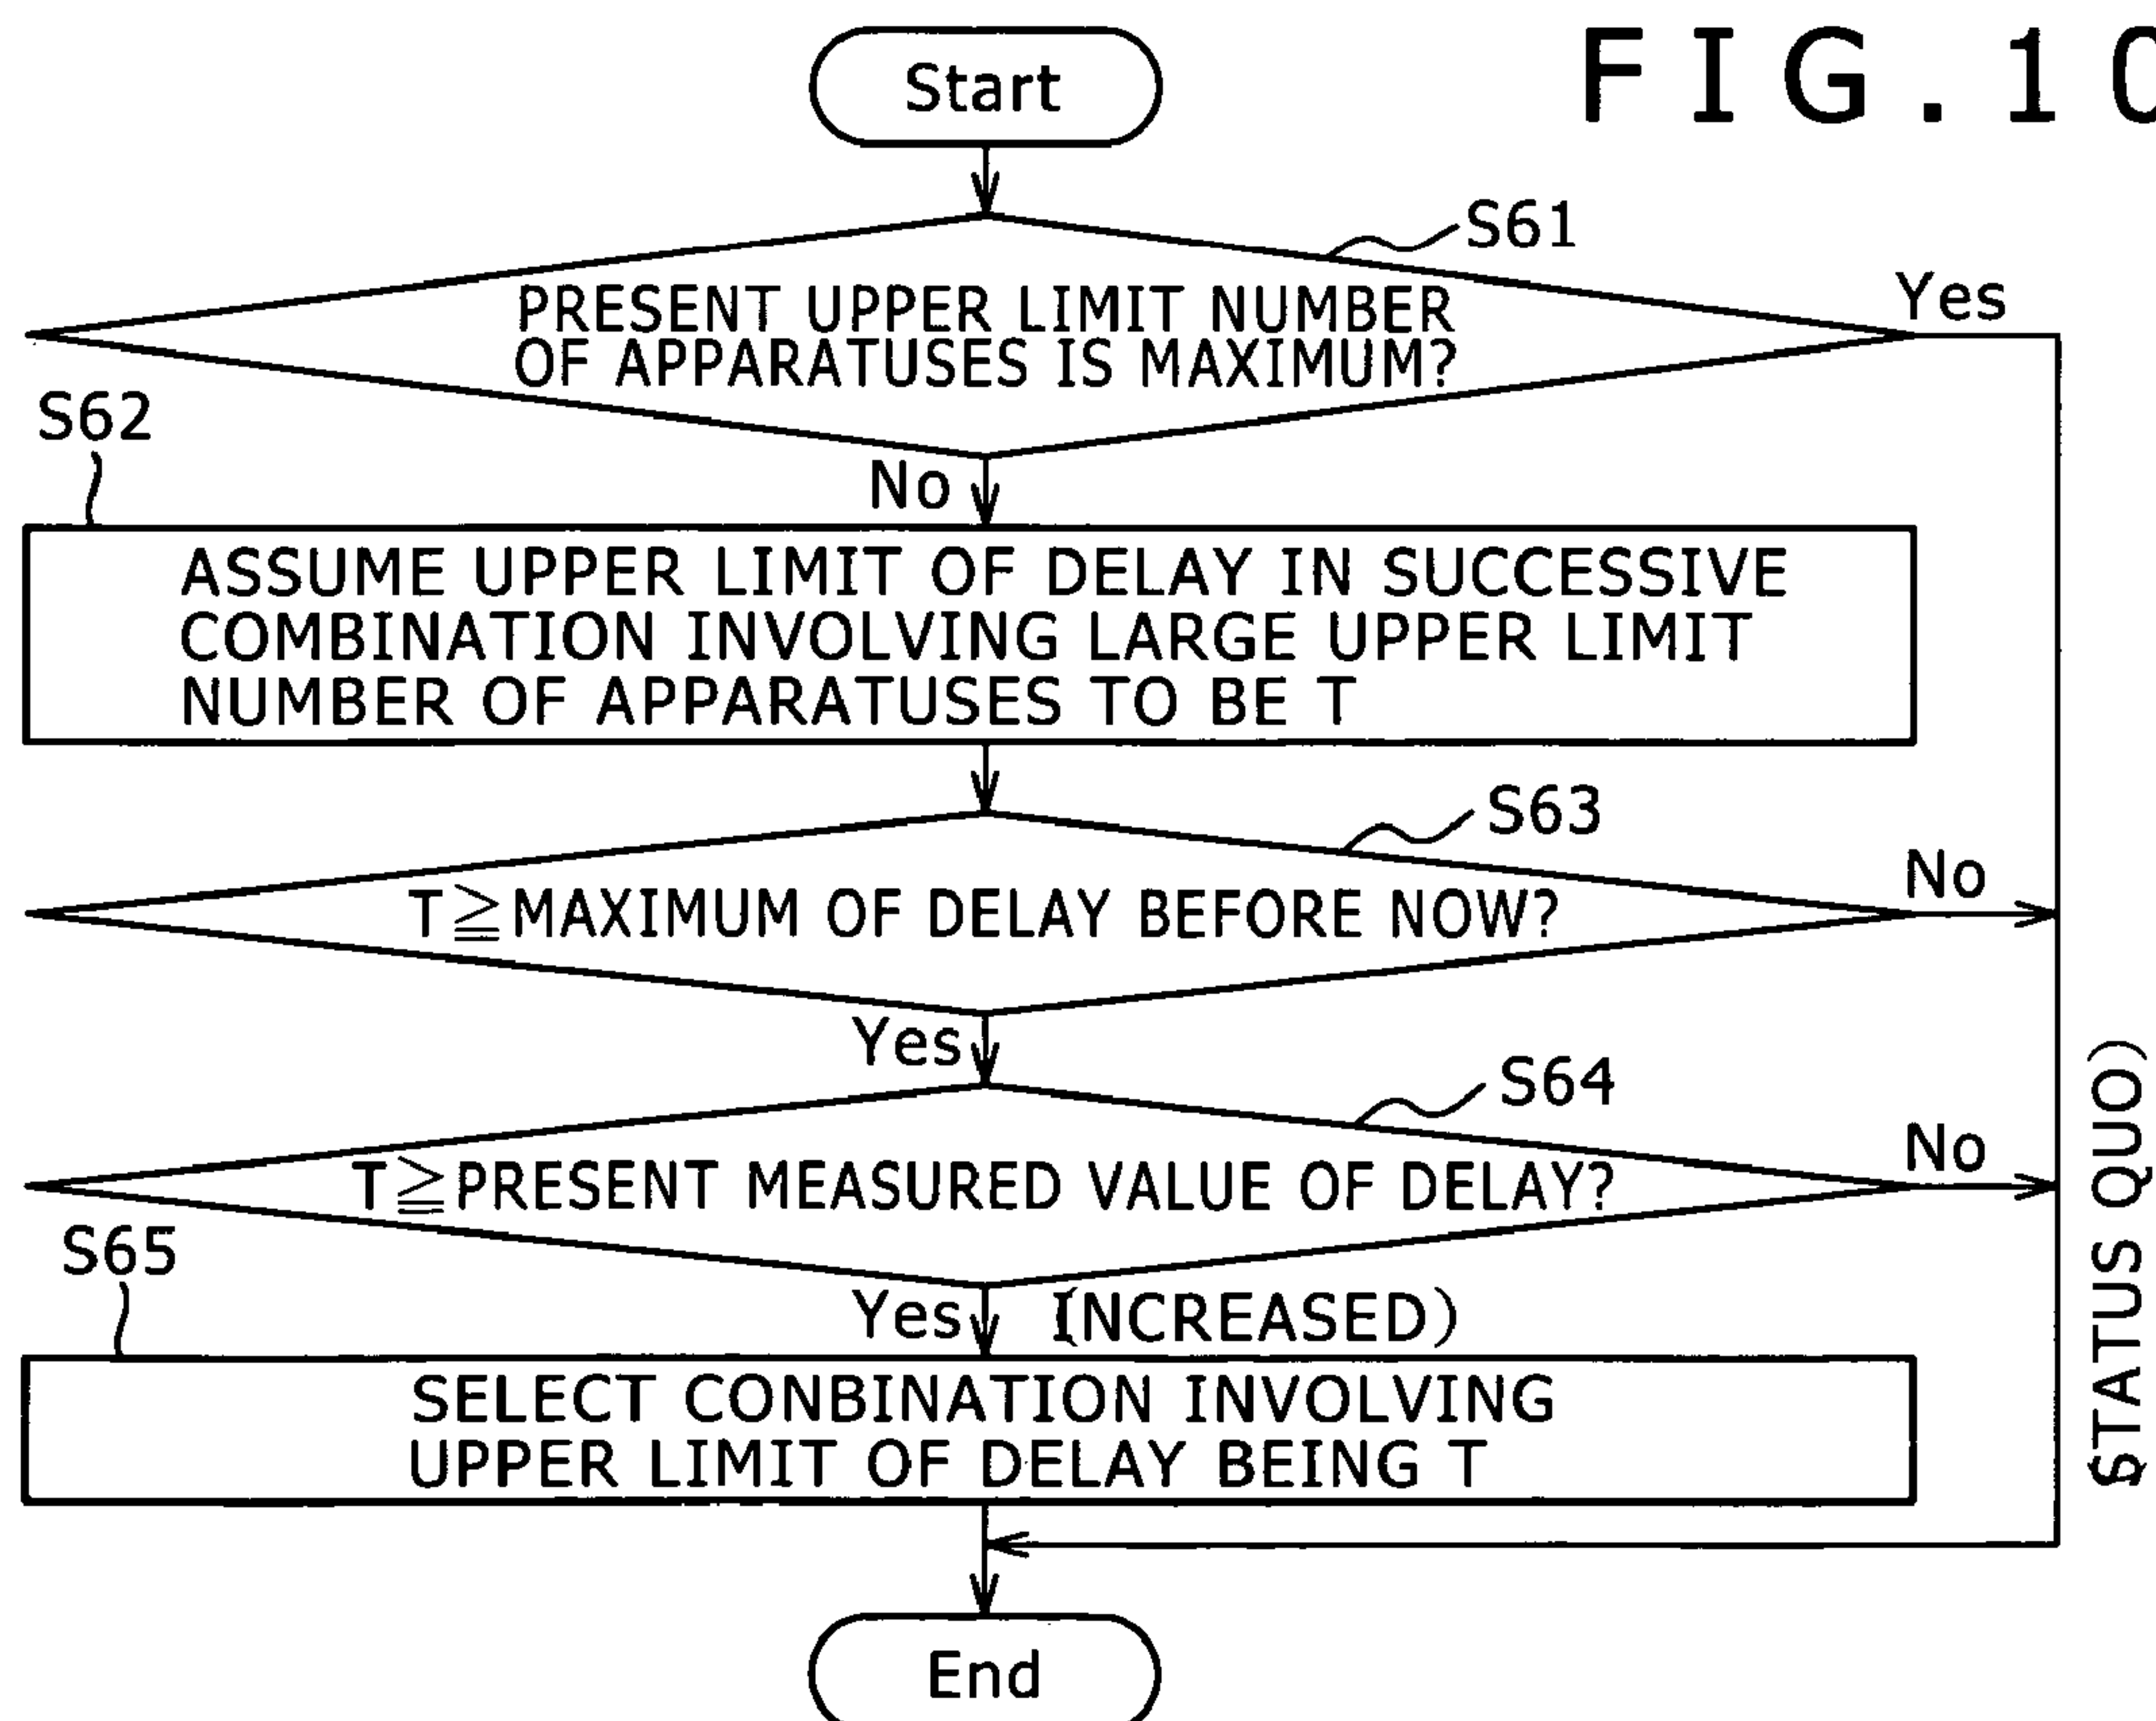 Start
FIG.10
S61
Yes
PRESENT UPPER LIMIT NUMBER
OF APPARATUSES IS MAXIMUM?
S62
No
ASSUME UPPER LIMIT OF DELAY IN SUCCESSIVE
COMBINATION INVOLVING LARGE UPPER LIMIT
NUMBER OF APPARATUSES TO BE T
S63
No
T≧MAXIMUM OF DELAY BEFORE NOW?
Yes
S64
No
T≧PRESENT MEASURED VALUE OF DELAY?
S65
Yes (INCREASED)
(STATUS QUO)
SELECT CONBINATION INVOLVING
UPPER LIMIT OF DELAY BEING T
End